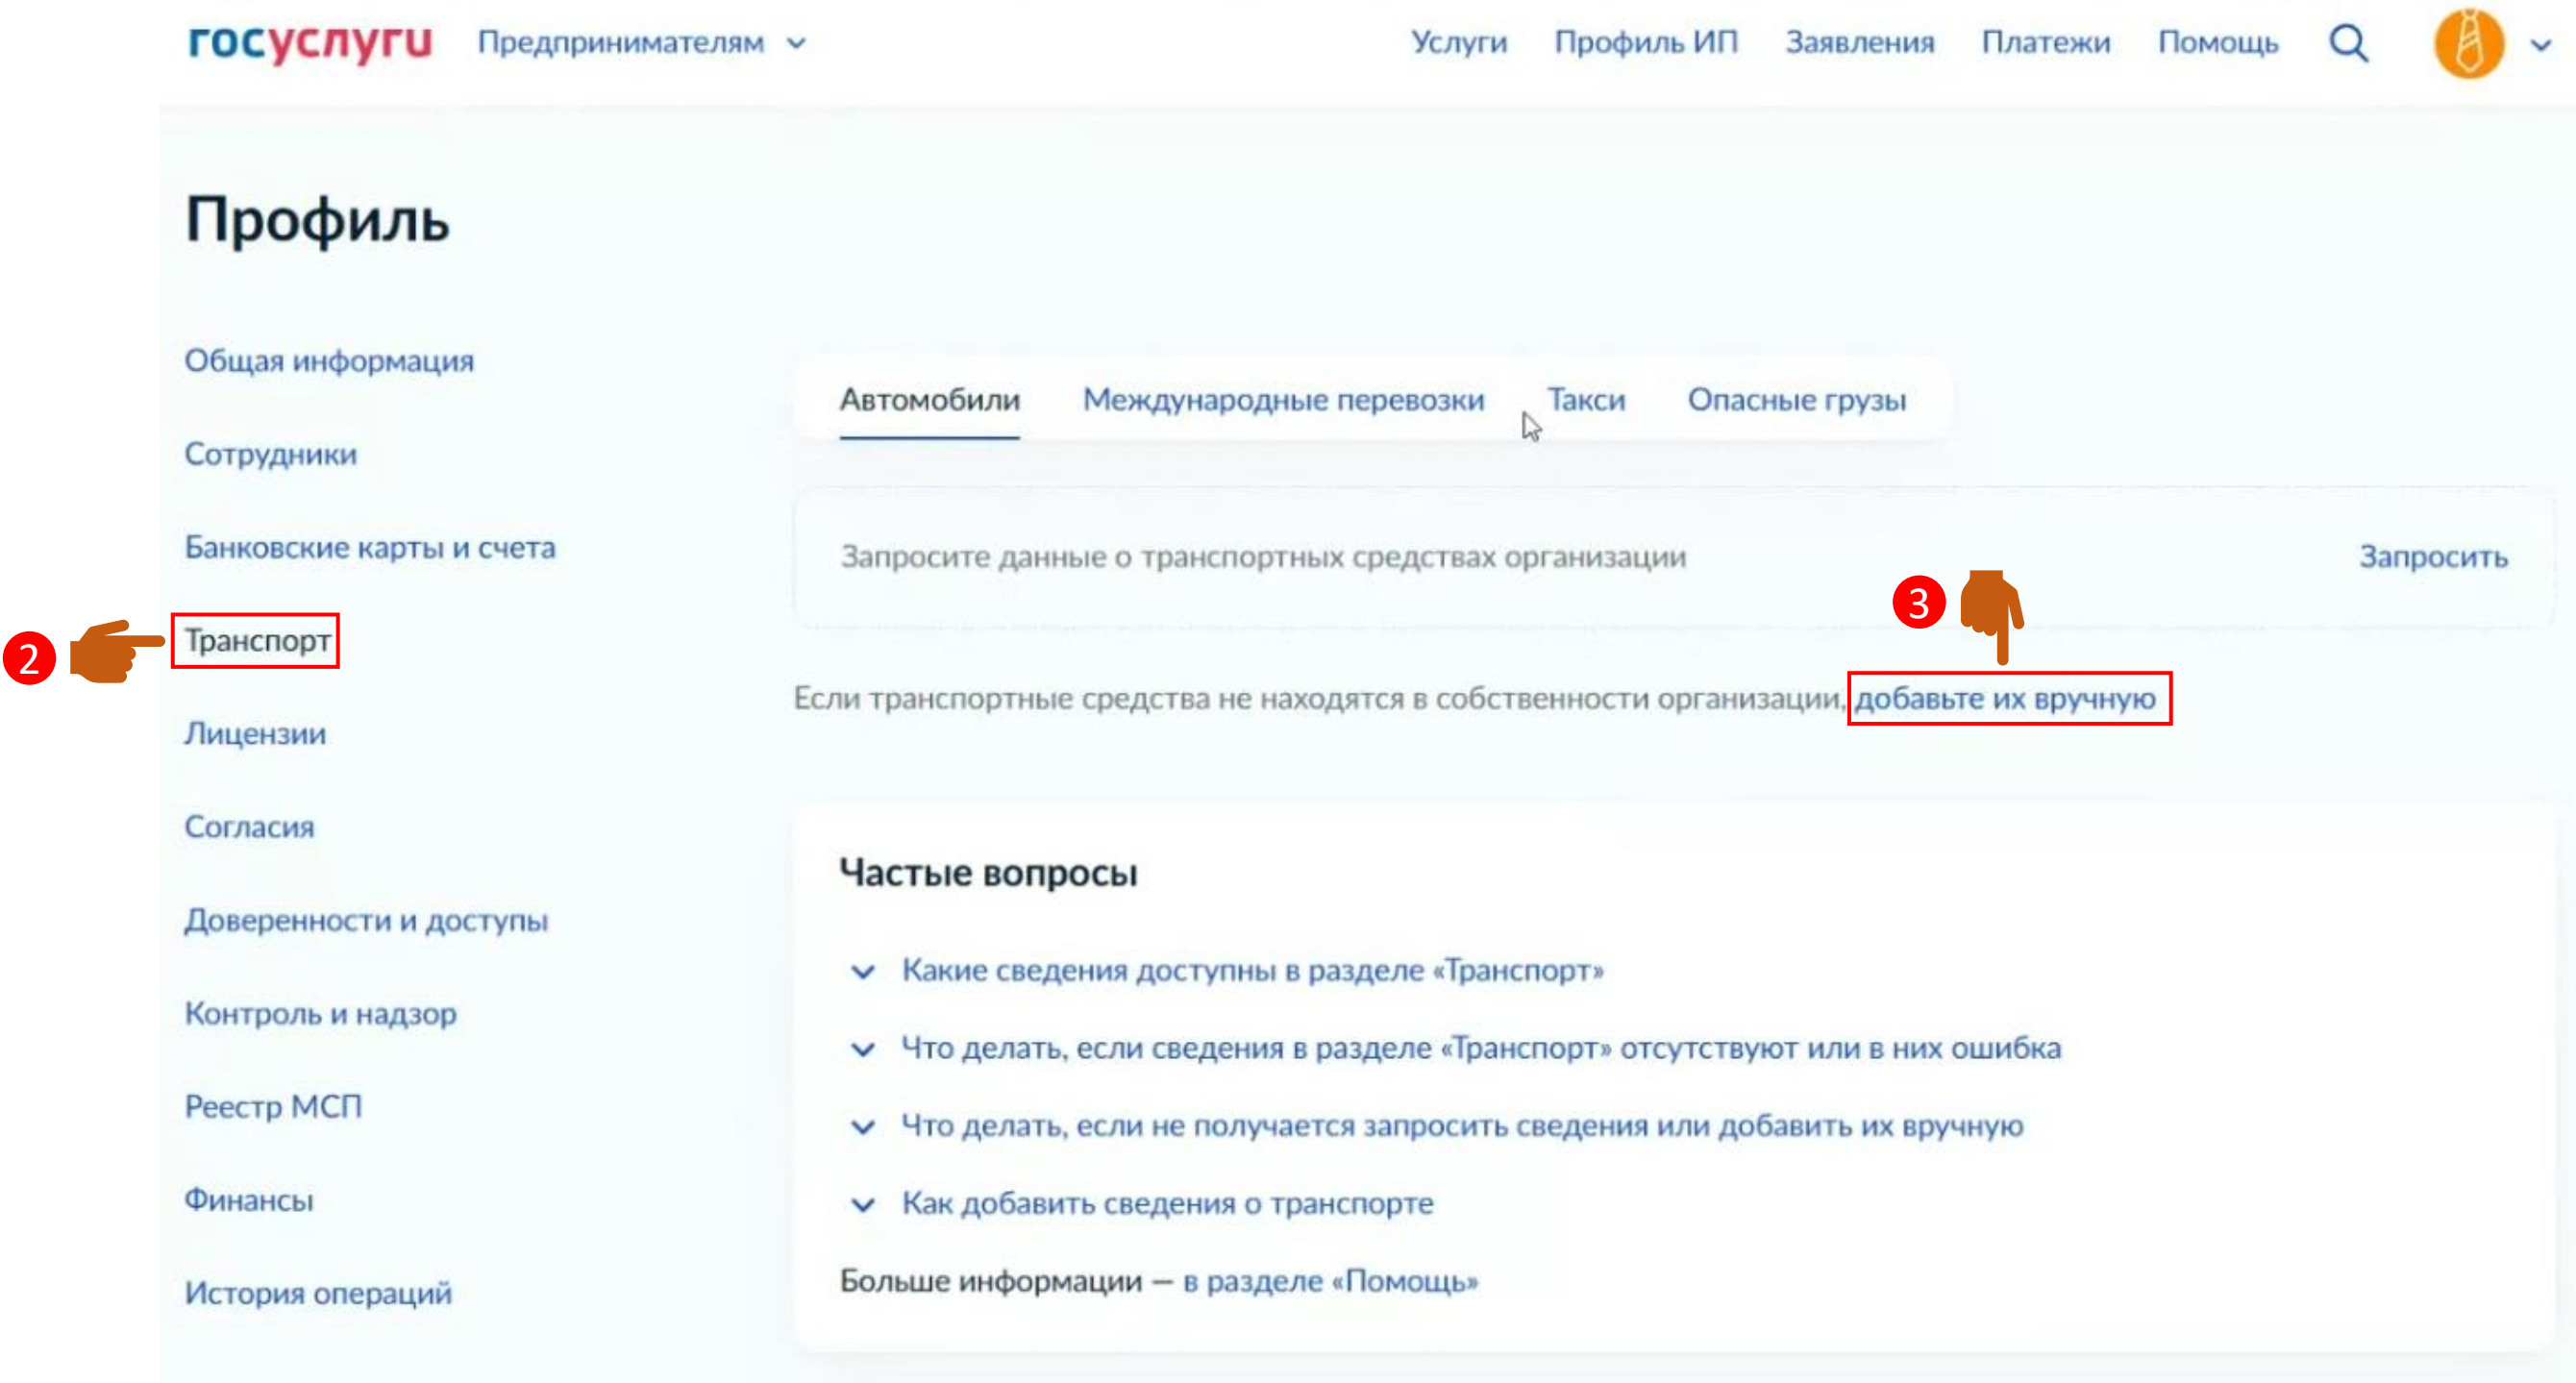 госуслуги Предпринимателям Услуги Профиль ИП Заявления Платежи Помощь
Профиль
Общая информация
Сотрудники
Банковские карты и счета
2 Транспорт
Лицензии
Согласия
Доверенности и доступы
Контроль и надзор
Реестр МСП
Финансы
История операций
Автомобили Международные перевозки Такси Опасные грузы
Запросите данные о транспортных средствах организации Запросить
3
Если транспортные средства не находятся в собственности организации, добавьте их вручную
Частые вопросы
Какие сведения доступны в разделе «Транспорт»
Что делать, если сведения в разделе «Транспорт» отсутствуют или в них ошибка
Что делать, если не получается запросить сведения или добавить их вручную
Как добавить сведения о транспорте
Больше информации — в разделе «Помощь»